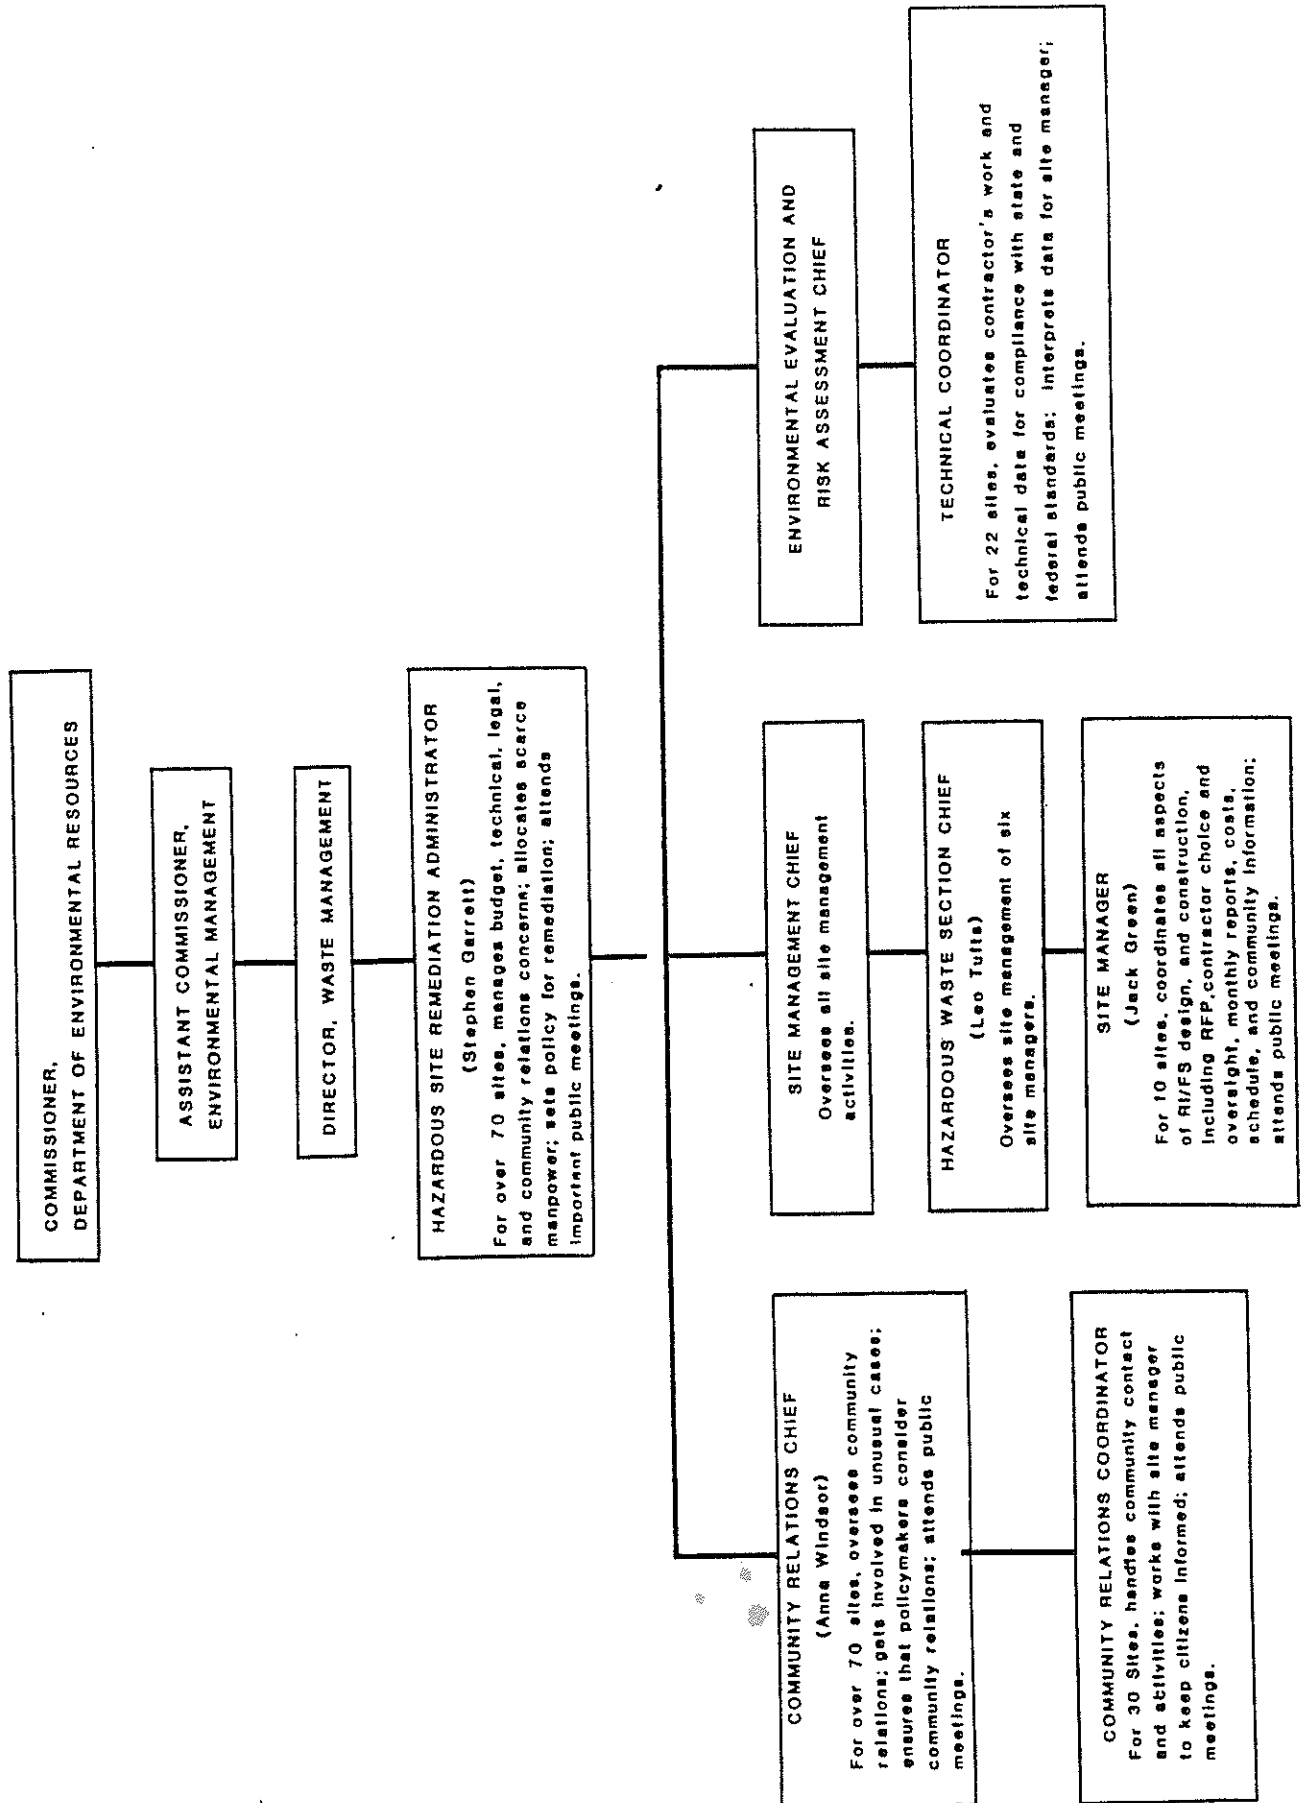 COMMISSIONER,
DEPARTMENT OF ENVIRONMENTAL RESOURCES
ASSISTANT COMMISSIONER,
ENVIRONMENTAL MANAGEMENT
DIRECTOR, WASTE MANAGEMENT
HAZARDOUS SITE REMEDIATION ADMINISTRATOR
(Stephen Garrett)
For over 70 sites, manages budget, technical, legal,
and community relations concerns; allocates scarce
manpower; sets policy for remediation; attends
important public meetings.
COMMUNITY RELATIONS CHIEF
(Anna Windsor)
For over 70 sites, oversees community
relations; gets involved in unusual cases;
ensures that policymakers consider
community relations; attends public
meetings.
COMMUNITY RELATIONS COORDINATOR
For 30 Sites, handles community contact
and activities; works with site manager
to keep citizens informed; attends public
meetings.
SITE MANAGEMENT CHIEF
Oversees all site management
activities.
HAZARDOUS WASTE SECTION CHIEF
(Leo Tufts)
Oversees site management of six
site managers.
SITE MANAGER
(Jack Green)
For 10 sites, coordinates all aspects
of RI/FS design, and construction,
including RFP,contractor choice and
oversight, monthly reports, costs,
schedule, and community information;
attends public meetings.
ENVIRONMENTAL EVALUATION AND
RISK ASSESSMENT CHIEF
TECHNICAL COORDINATOR
For 22 sites, evaluates contractor's work and
technical data for compliance with state and
federal standards; interprets data for site manager;
attends public meetings.